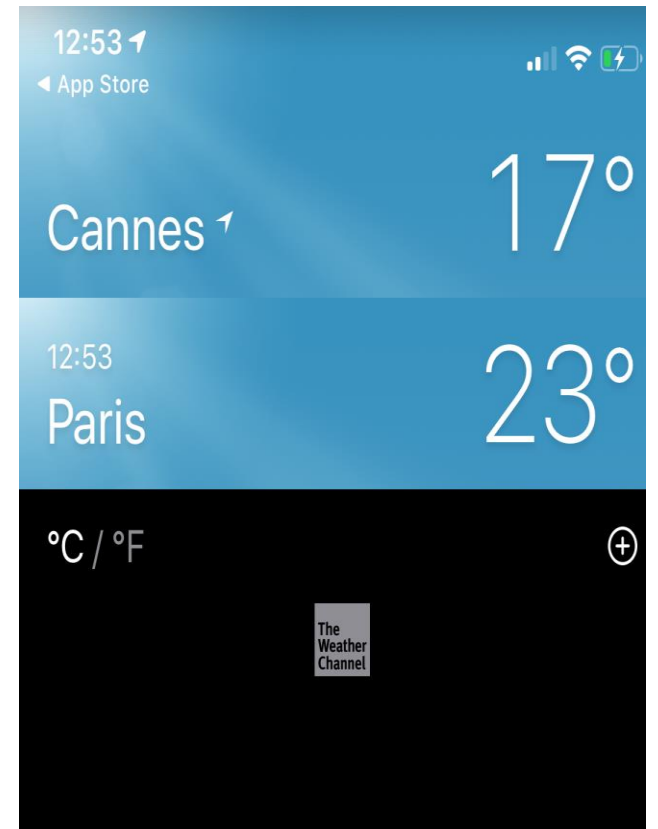 12:53
App Store
Cannes
17°
12:53
Paris
23°
°C / °F
The
Weather
Channel